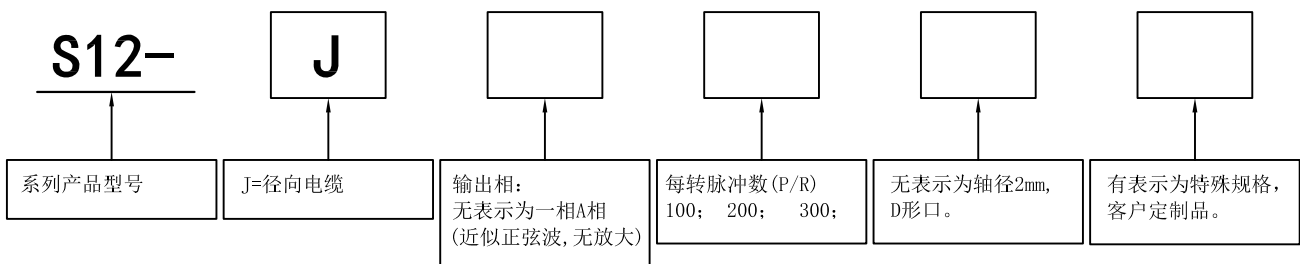 S12-
J
系列产品型号
J=径向电缆
输出相:
无表示为一相A相
(近似正弦波,无放大)
每转脉冲数(P/R)
100; 200; 300;
无表示为轴径2mm,
D形口。
有表示为特殊规格,
客户定制品。